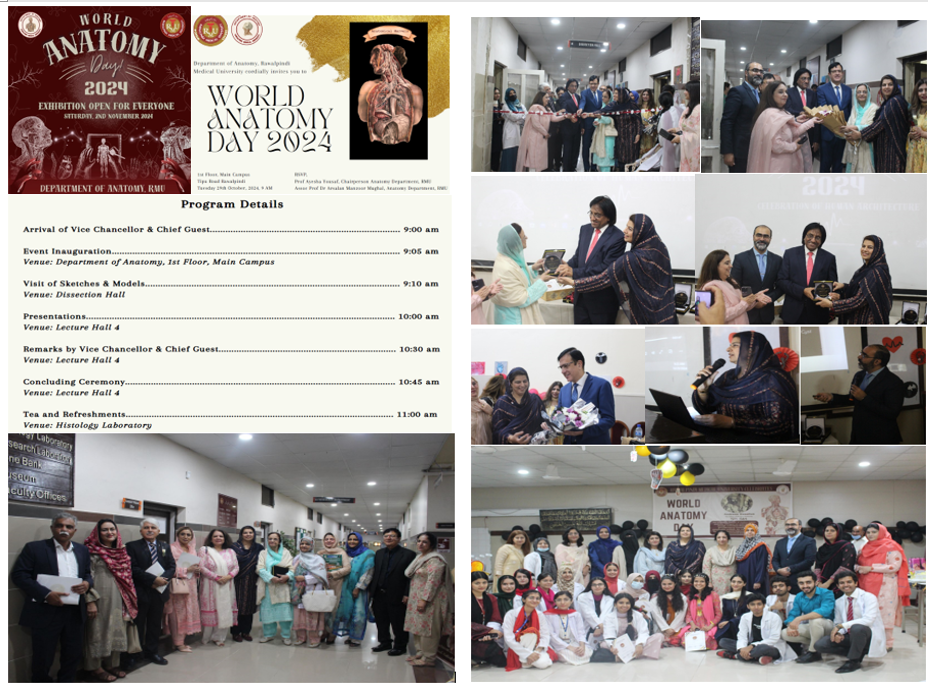 WORLD
ANATOMY
Day!
2024
EXHIBITION OPEN FOR EVERYONE
SATURDAY, 2ND NOVEMBER 2024
DEPARTMENT OF ANATOMY, RMU
Department of Anatomy, Rawalpindi
Medical University cordially invites you to
WORLD
ANATOMY
DAY 2024
1st Floor, Main Campus
Tipu Road Rawalpindi
Tuesday 29th October, 2024, 9 AM
RSVP:
Prof Ayesha Yousaf, Chairperson Anatomy Department, RMU
Assoc Prof Dr Arsalan Manzoor Mughal, Anatomy Department, RMU
Program Details
Arrival of Vice Chancellor & Chief Guest 9:00 am
Event Inauguration 9:05 am
Venue: Department of Anatomy, 1st Floor, Main Campus
Visit of Sketches & Models 9:10 am
Venue: Dissection Hall
Presentations 10:00 am
Venue: Lecture Hall 4
Remarks by Vice Chancellor & Chief Guest 10:30 am
Venue: Lecture Hall 4
Concluding Ceremony 10:45 am
Venue: Lecture Hall 4
Tea and Refreshments 11:00 am
Venue: Histology Laboratory
Laboratory
search Laboratory
ne Bank
useum
aculty Offices
2024
WORLD
ANATOMY
DAY